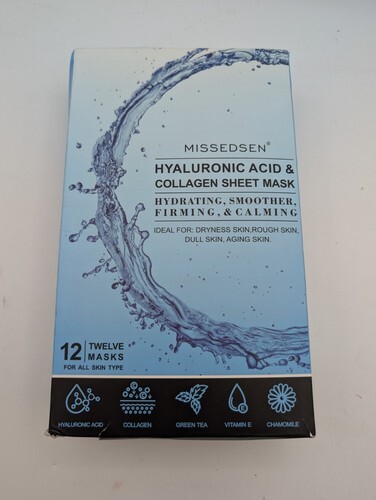 MISSEDSEN®
HYALURONIC ACID &
COLLAGEN SHEET MASK
HYDRATING, SMOOTHER,
FIRMING, & CALMING
IDEAL FOR: DRYNESS SKIN,ROUGH SKIN,
DULL SKIN, AGING SKIN.
12 TWELVE
MASKS
FOR ALL SKIN TYPE
E
HYALURONIC ACID COLLAGEN GREEN TEA VITAMIN E CHAMOMILE